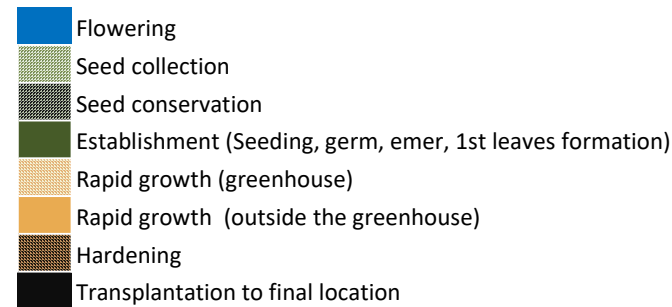 Flowering
Seed collection
Seed conservation
Establishment (Seeding, germ, emer, 1st leaves formation)
Rapid growth (greenhouse)
Rapid growth  (outside the greenhouse)
Hardening
Transplantation to final location